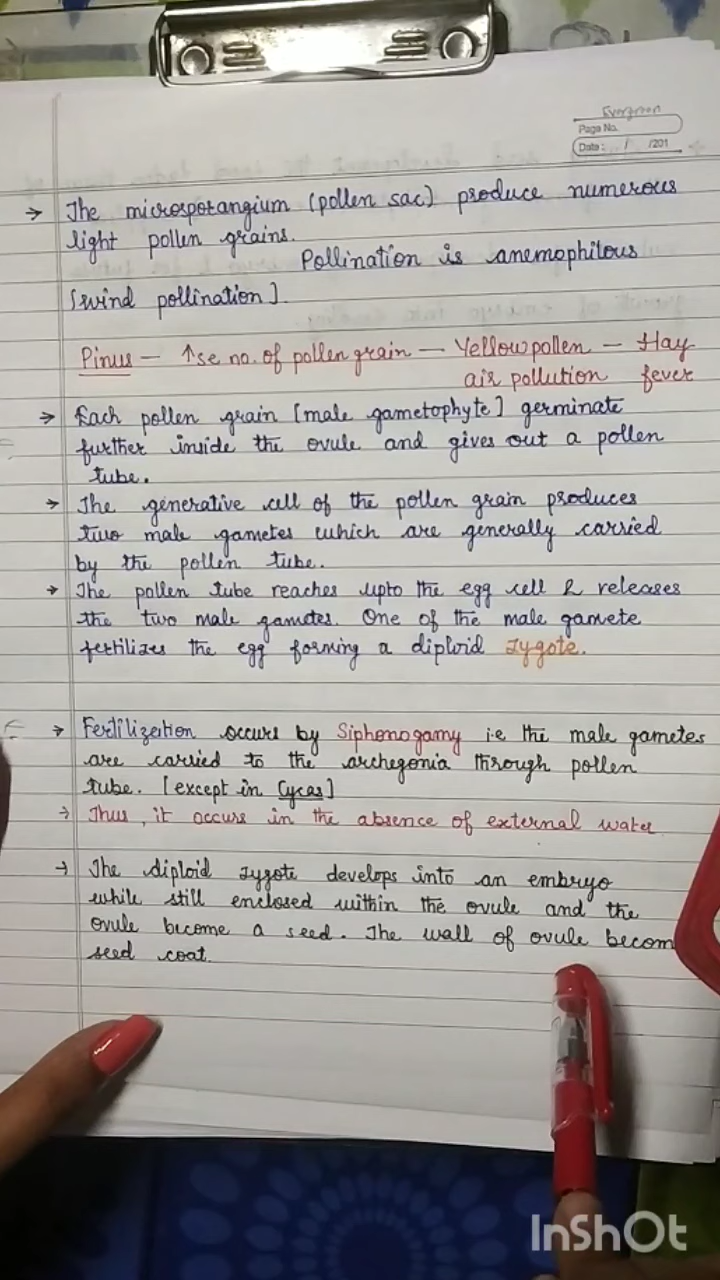 Evergreen
Page No.
Date: / /201
→ The microsporangium (pollen sac) produce numerous
light pollen grains.
Pollination is anemophilous
[wind pollination].
Pinus — ↑se no. of pollen grain — Yellow pollen — Hay
air pollution fever
→ Each pollen grain [male gametophyte] germinate
further inside the ovule and gives out a pollen
tube.
→ The generative cell of the pollen grain produces
two male gametes which are generally carried
by the pollen tube.
→ The pollen tube reaches upto the egg cell & releases
the two male gametes. One of the male gamete
fertilizes the egg forming a diploid zygote.
→ Fertilization occurs by Siphonogamy i.e the male gametes
are carried to the archegonia through pollen
tube. [except in Cycas]
→ Thus, it occurs in the absence of external water
→ The diploid zygote develops into an embryo
while still enclosed within the ovule and the
ovule become a seed. The wall of ovule becom
seed coat.
InShOt